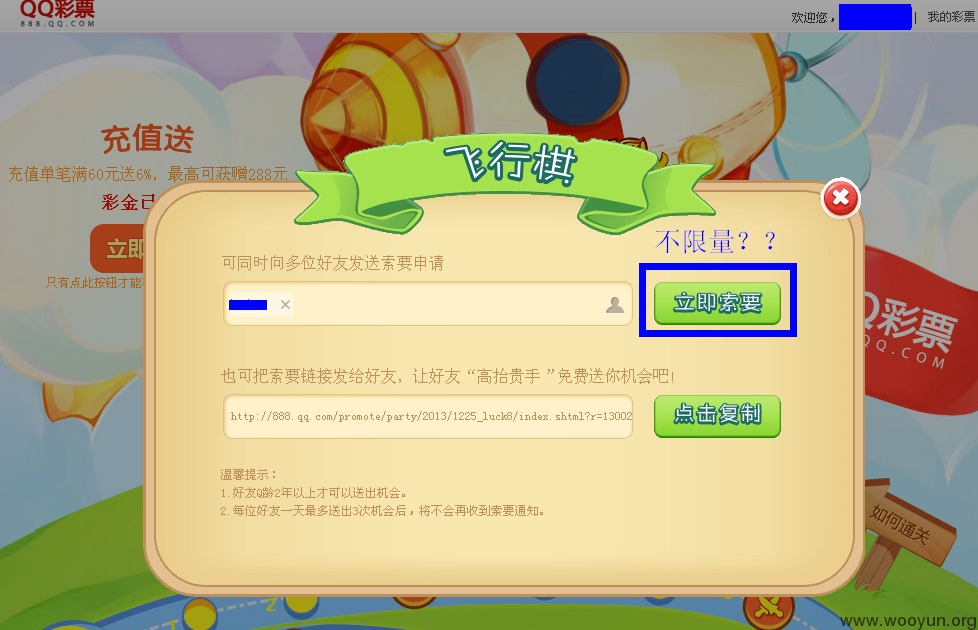 QQ彩票
888.QQ.COM
欢迎您， | 我的彩票
充值送
充值单笔满60元送6%，最高可获赠288元
彩金已
立即
只有点此按钮才能
飞行棋
不限量？？
可同时向多位好友发送索要申请
立即索要
也可把索要链接发给好友，让好友“高抬贵手”免费送你机会吧！
http://888.qq.com/promote/party/2013/1225_luck8/index.shtml?r=13002
点击复制
温馨提示：
1.好友Q龄2年以上才可以送出机会。
2.每位好友一天最多送出3次机会后，将不会再收到索要通知。
Q彩票
QQ.COM
如何通关
2
1
www.wooyun.org